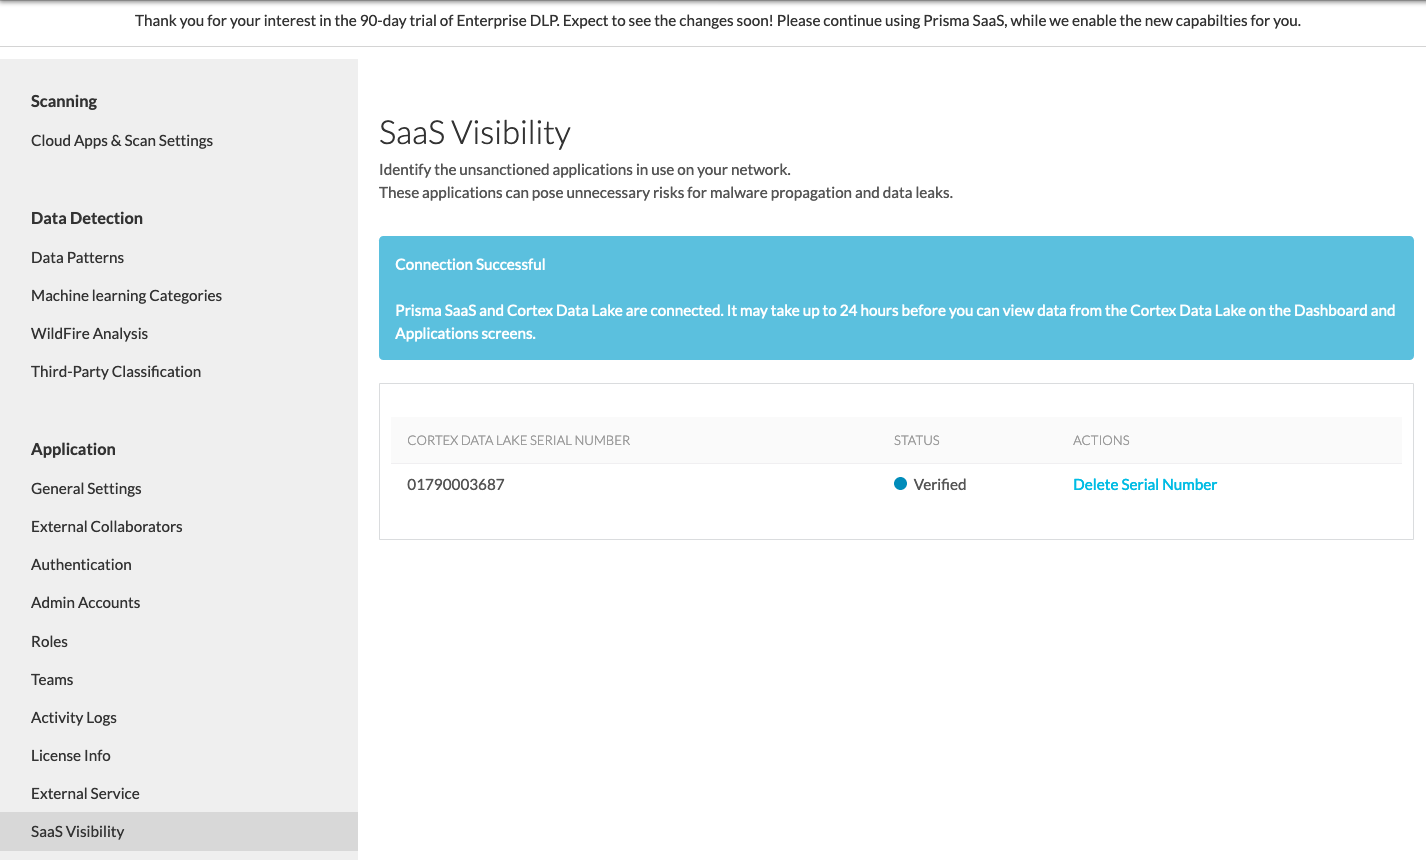 Thank you for your interest in the 90-day trial of Enterprise DLP. Expect to see the changes soon! Please continue using Prisma SaaS, while we enable the new capabilties for you.
Scanning
Cloud Apps & Scan Settings
Data Detection
Data Patterns
Machine learning Categories
WildFire Analysis
Third-Party Classification
Application
General Settings
External Collaborators
Authentication
Admin Accounts
Roles
Teams
Activity Logs
License Info
External Service
SaaS Visibility
SaaS Visibility
Identify the unsanctioned applications in use on your network.
These applications can pose unnecessary risks for malware propagation and data leaks.
Connection Successful
Prisma SaaS and Cortex Data Lake are connected. It may take up to 24 hours before you can view data from the Cortex Data Lake on the Dashboard and
Applications screens.
CORTEX DATA LAKE SERIAL NUMBER STATUS ACTIONS
01790003687 Verified Delete Serial Number